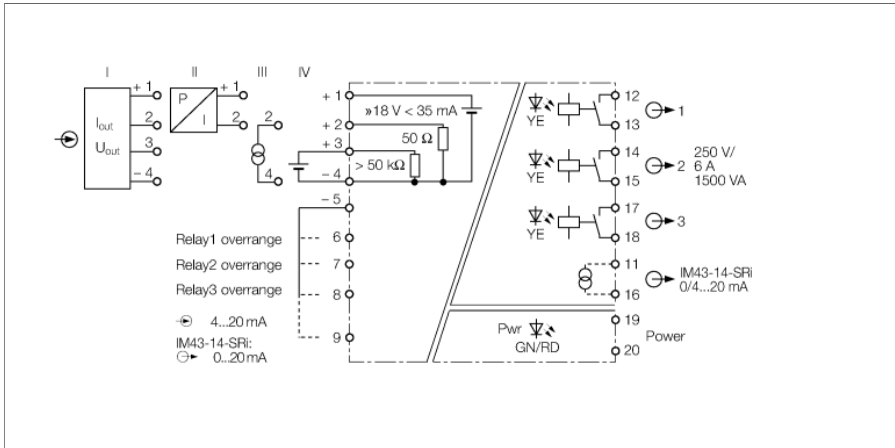 I II III IV
+ 1
2
3
– 4
Iout
Uout
P
I
+ 1
2
2
4
+ 1
+ 2
+ 3
– 4
– 5
6
7
8
9
»18 V < 35 mA
50 Ω
> 50 kΩ
Relay1 overrange
Relay2 overrange
Relay3 overrange
4...20 mA
IM43-14-SRi:
0...20 mA
YE
12
13
1
YE
14
15
2
250 V/
6 A
1500 VA
YE
17
18
3
11
16
IM43-14-SRi
0/4...20 mA
Pwr
GN/RD
19
20
Power